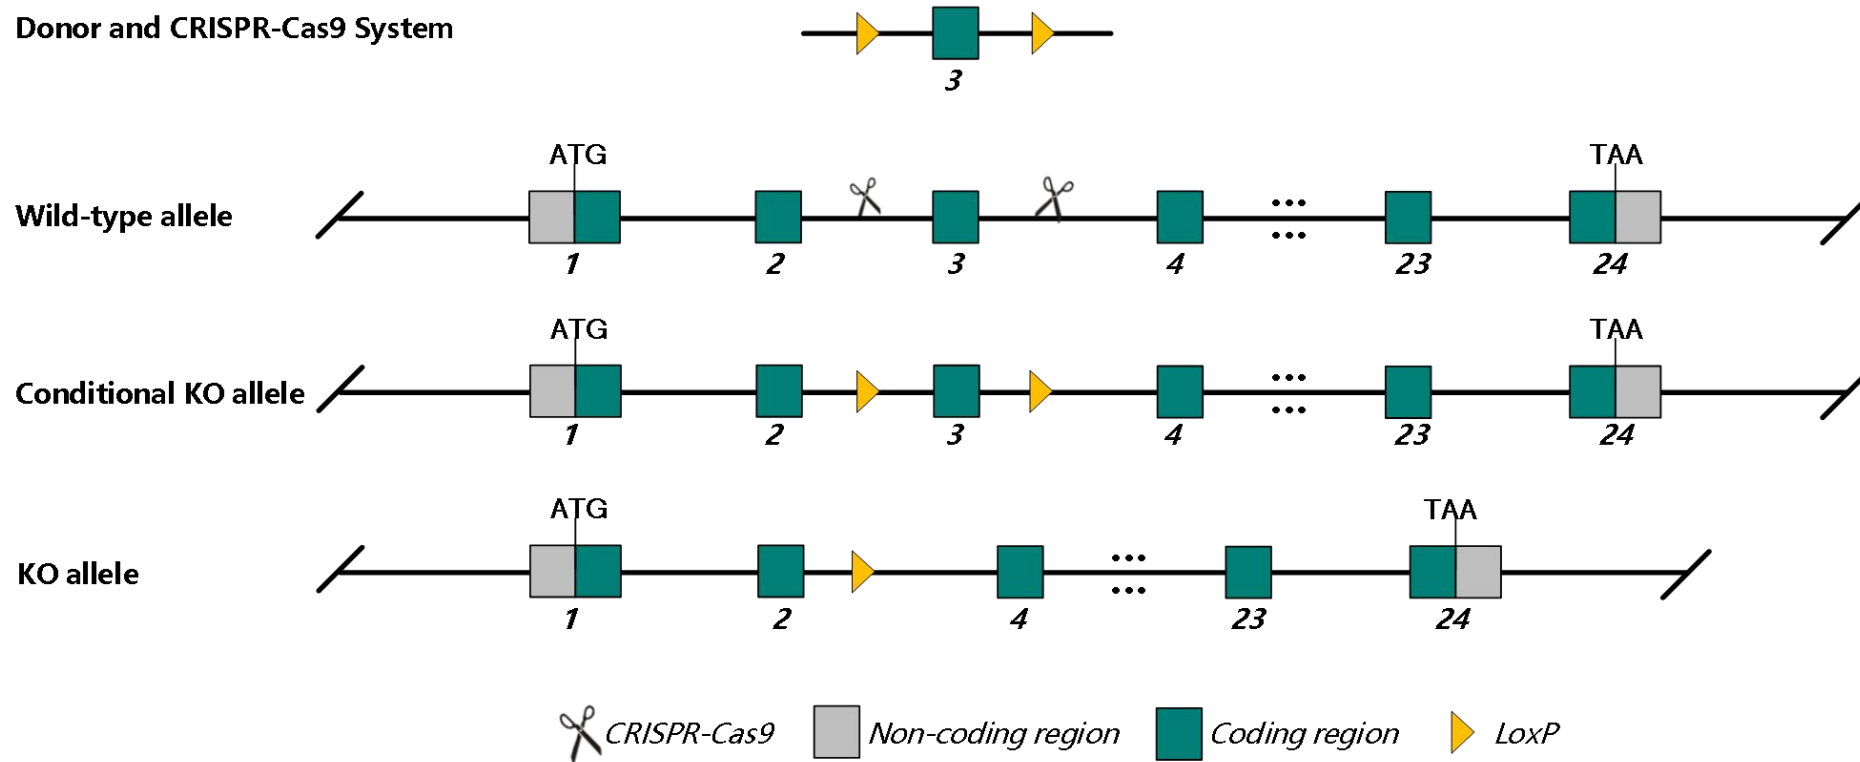 Donor and CRISPR-Cas9 System
3
ATG TAA
Wild-type allele
1 2 3 4 23 24
ATG TAA
Conditional KO allele
1 2 3 4 23 24
ATG TAA
KO allele
1 2 4 23 24
CRISPR-Cas9 Non-coding region Coding region LoxP